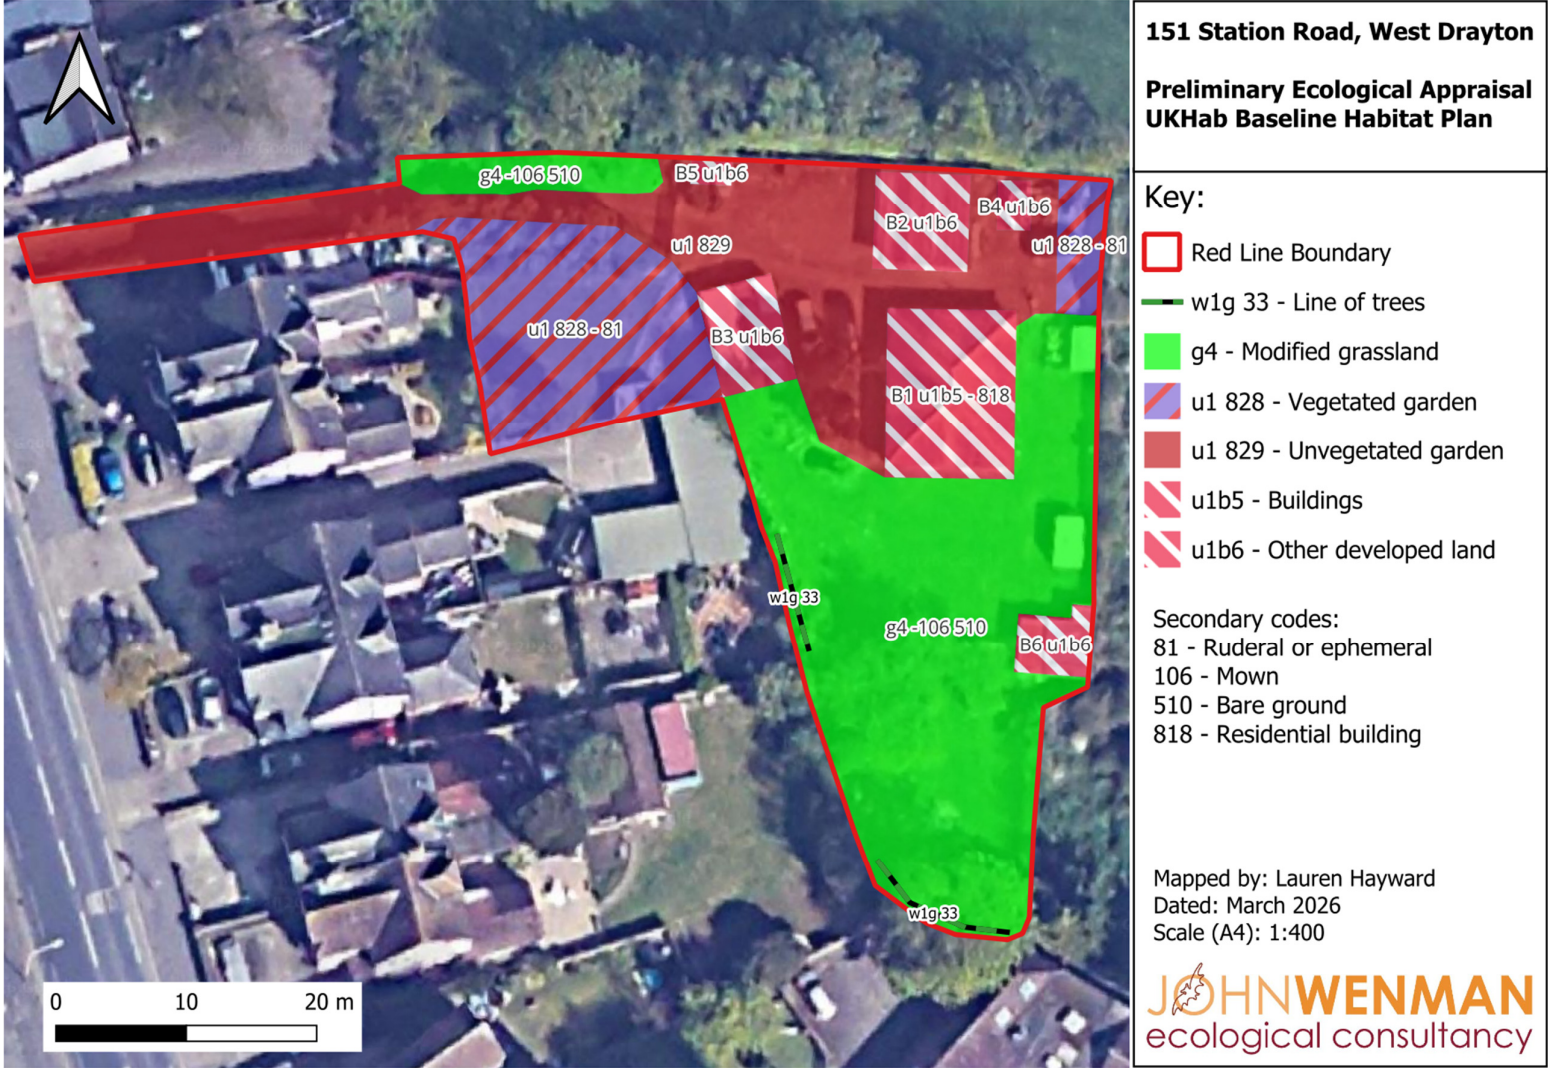 151 Station Road, West Drayton
Preliminary Ecological Appraisal
UKHab Baseline Habitat Plan
Key:
Red Line Boundary
w1g 33 - Line of trees
g4 - Modified grassland
u1 828 - Vegetated garden
u1 829 - Unvegetated garden
u1b5 - Buildings
u1b6 - Other developed land
Secondary codes:
81 - Ruderal or ephemeral
106 - Mown
510 - Bare ground
818 - Residential building
Mapped by: Lauren Hayward
Dated: March 2026
Scale (A4): 1:400
JOHNWENMAN
ecological consultancy
g4 -106 510
B5 u1b6
B2 u1b6
B4 u1b6
u1 829
u1 828 - 81
u1 828 - 81
B3 u1b6
B1 u1b5 - 818
w1g 33
g4 -106 510
B6 u1b6
w1g 33
0 10 20 m